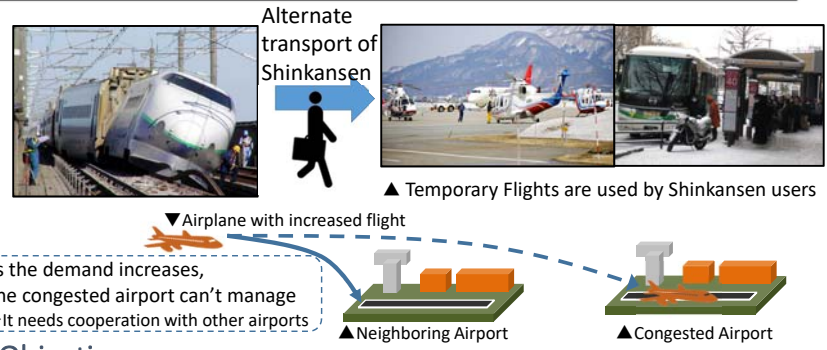 Alternate
transport of
Shinkansen
▲ Temporary Flights are used by Shinkansen users
▼Airplane with increased flight
s the demand increases,
ne congested airport can't manage
It needs cooperation with other airports
▲Neighboring Airport
▲Congested Airport